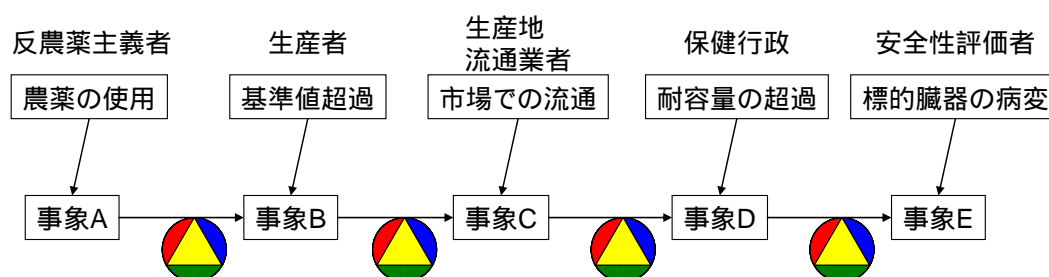 反農薬主義者
生産者
生産地
流通業者
保健行政
安全性評価者
農薬の使用
基準値超過
市場での流通
耐容量の超過
標的臓器の病変
事象A
事象B
事象C
事象D
事象E